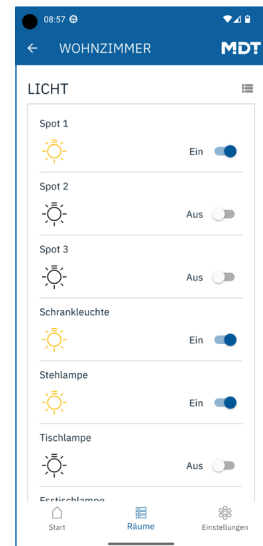 08:57
WOHNZIMMER MDT
LICHT
Spot 1
Ein
Spot 2
Aus
Spot 3
Aus
Schrankleuchte
Ein
Stehlampe
Ein
Tischlampe
Aus
Esstischlampe
Start Räume Einstellungen